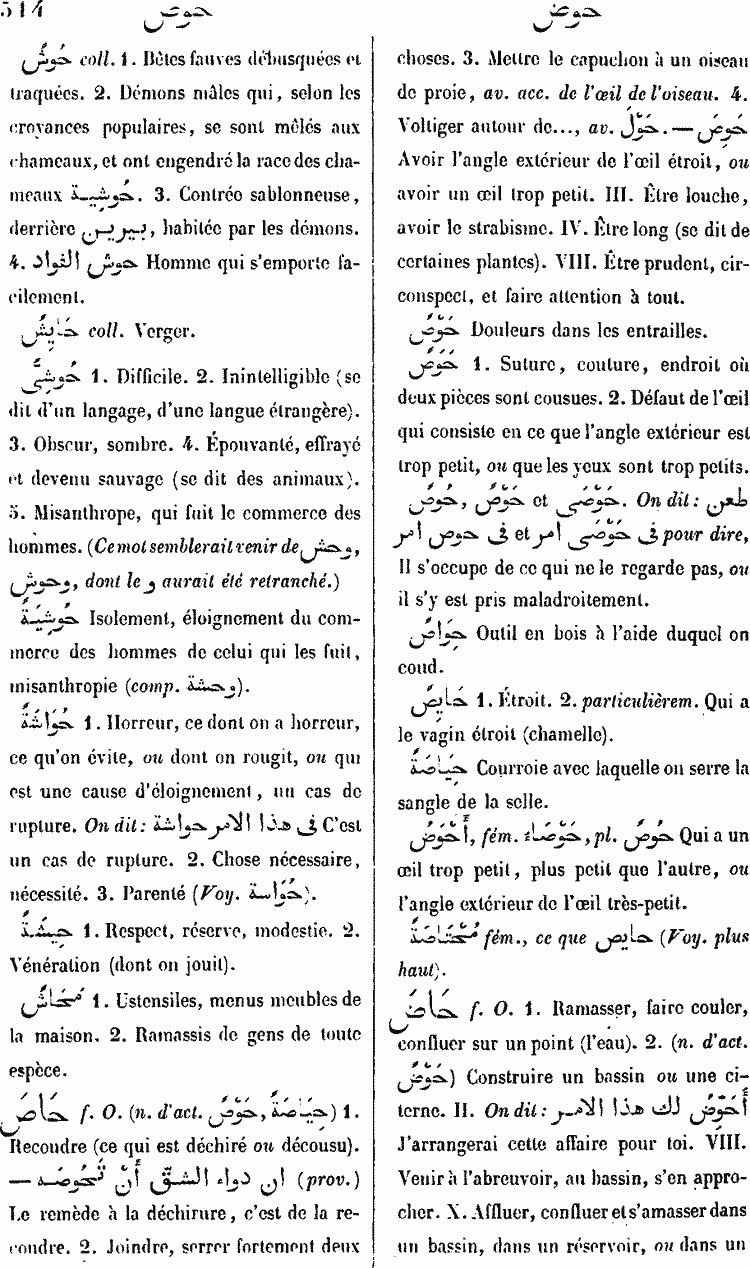 514 حوص حوض
حُوشٌ coll. 1. Bêtes fauves débusquées et
traquées. 2. Démons mâles qui, selon les
croyances populaires, se sont mêlés aux
chameaux, et ont engendré la race des cha-
meaux حُوشِيــة. 3. Contrée sablonneuse,
derrière يبريــن, habitée par les démons.
4. حوش الفواد Homme qui s'emporte fa-
cilement.
حَايِشٌ coll. Verger.
حُوشِىٌّ 1. Difficile. 2. Inintelligible (se
dit d'un langage, d'une langue étrangère).
3. Obscur, sombre. 4. Épouvanté, effrayé
et devenu sauvage (se dit des animaux).
5. Misanthrope, qui fuit le commerce des
hommes. (Ce mot semblerait venir de وحش,
وحوش, dont le و aurait été retranché.)
حُوشِيَّةٌ Isolement, éloignement du com-
merce des hommes de celui qui les fuit,
misanthropie (comp. وحشة).
حُوَاشَةٌ 1. Horreur, ce dont on a horreur,
ce qu'on évite, ou dont on rougit, ou qui
est une cause d'éloignement, un cas de
rupture. On dit: فى هذا الامر حواشة C'est
un cas de rupture. 2. Chose nécessaire,
nécessité. 3. Parenté (Voy. حُوَاسة).
حِيشَةٌ 1. Respect, réserve, modestie. 2.
Vénération (dont on jouit).
مَحَاشٌ 1. Ustensiles, menus meubles de
la maison. 2. Ramassis de gens de toute
espèce.
حَاصَ f. O. (n. d'act. حَوْصٌ, حِيَاصَةٌ) 1.
Recoudre (ce qui est déchiré ou décousu).
— ان دواء الشق أَنْ تَحُوصَه (prov.)
Le remède à la déchirure, c'est de la re-
coudre. 2. Joindre, serrer fortement deux
choses. 3. Mettre le capuchon à un oiseau
de proie, av. acc. de l'œil de l'oiseau. 4.
Voltiger autour de..., av. حَوْلَ. — حَوِصَ
Avoir l'angle extérieur de l'œil étroit, ou
avoir un œil trop petit. III. Être louche,
avoir le strabisme. IV. Être long (se dit de
certaines plantes). VIII. Être prudent, cir-
conspect, et faire attention à tout.
حَوْصٌ Douleurs dans les entrailles.
حَوَصٌ 1. Suture, couture, endroit où
deux pièces sont cousues. 2. Défaut de l'œil
qui consiste en ce que l'angle extérieur est
trop petit, ou que les yeux sont trop petits.
حُوصٌ, حَوْصٌ et حَوْصَى. On dit: طعن
فى حوص امر et فى حَوْصَى امر pour dire,
Il s'occupe de ce qui ne le regarde pas, ou
il s'y est pris maladroitement.
حِوَاصٌ Outil en bois à l'aide duquel on
coud.
حَايِصٌ 1. Étroit. 2. particulièrem. Qui a
le vagin étroit (chamelle).
حِيَاصَةٌ Courroie avec laquelle on serre la
sangle de la selle.
أَحْوَصُ, fém. حَوْصَاءُ, pl. حُوصٌ Qui a un
œil trop petit, plus petit que l'autre, ou
l'angle extérieur de l'œil très-petit.
مُحْتَاصَةٌ fém., ce que حايص (Voy. plus
haut).
حَاضَ f. O. 1. Ramasser, faire couler,
confluer sur un point (l'eau). 2. (n. d'act.
حَوْضٌ) Construire un bassin ou une ci-
terne. II. On dit: أُحَوِّضُ لك هذا الامــر
J'arrangerai cette affaire pour toi. VIII.
Venir à l'abreuvoir, au bassin, s'en appro-
cher. X. Affluer, confluer et s'amasser dans
un bassin, dans un réservoir, ou dans un